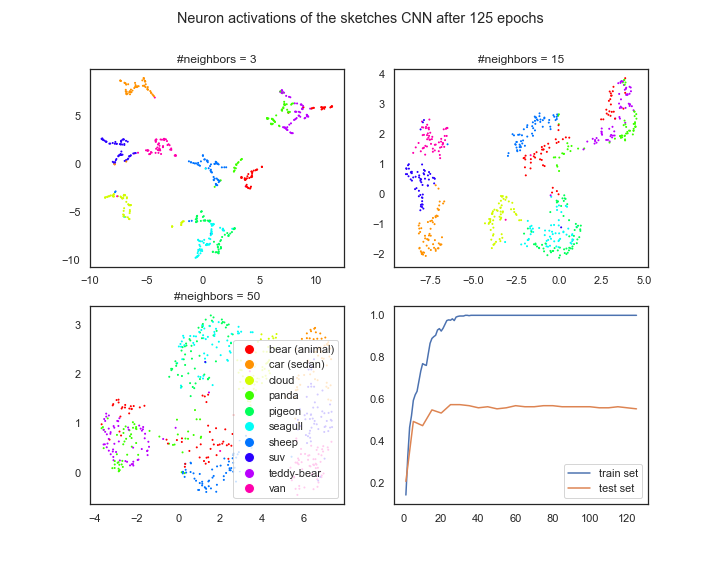 Neuron activations of the sketches CNN after 125 epochs
#neighbors = 3
5
0
−5
−10
−10 −5 0 5 10
#neighbors = 15
4
3
2
1
0
−1
−2
−7.5 −5.0 −2.5 0.0 2.5 5.0
#neighbors = 50
3
2
1
0
−4 −2 0 2 4 6
bear (animal)
car (sedan)
cloud
panda
pigeon
seagull
sheep
suv
teddy-bear
van
1.0
0.8
0.6
0.4
0.2
0 20 40 60 80 100 120
train set
test set